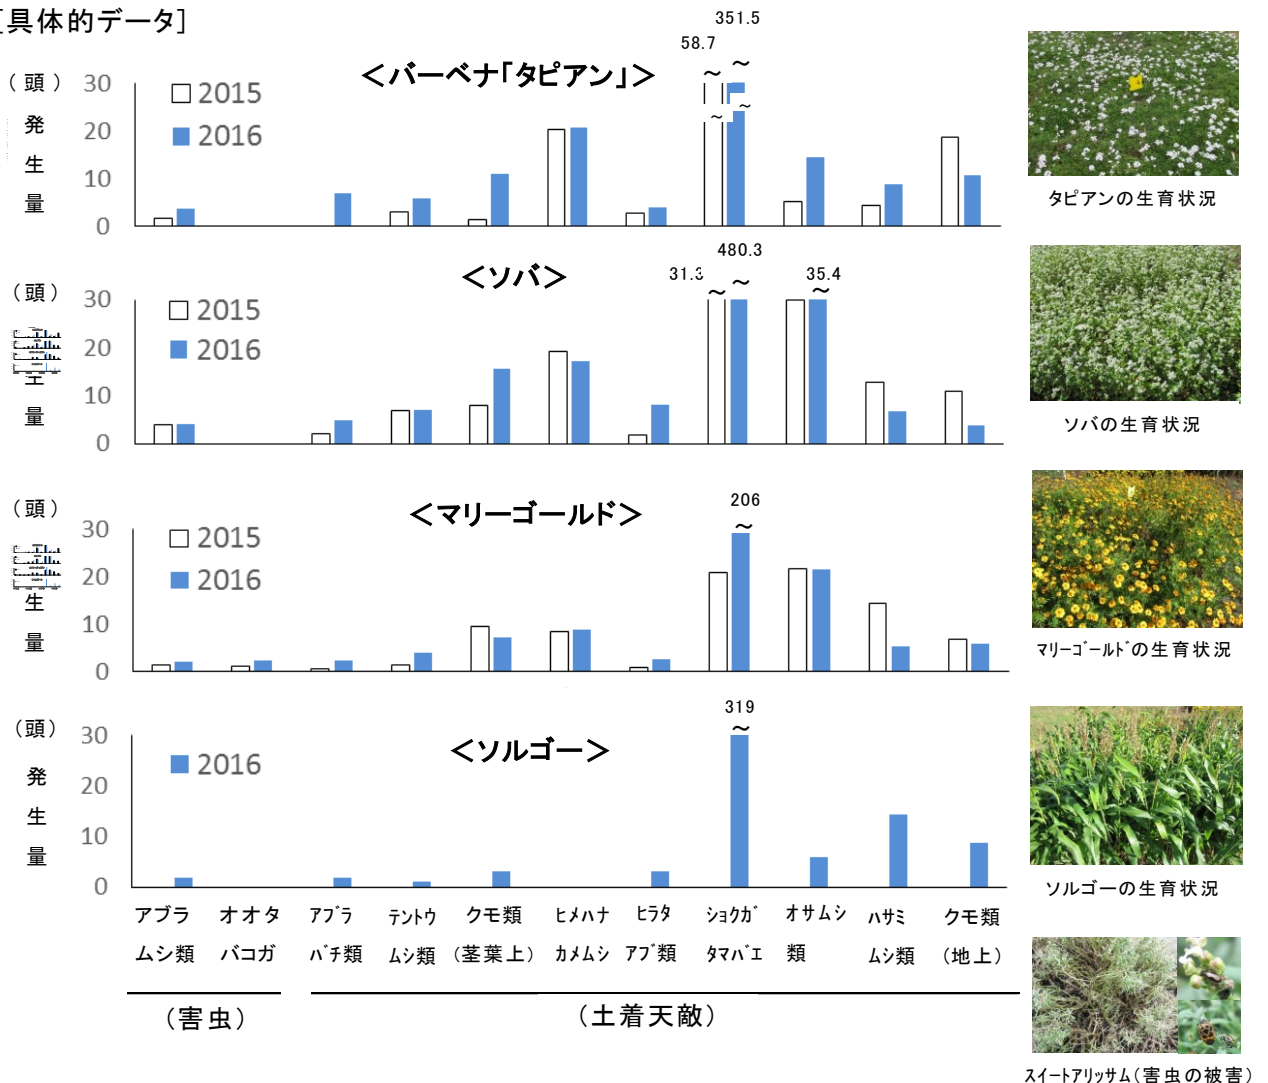 [具体的データ]
<バーベナ「タピアン」>
(頭)
発
生
量
30
20
10
0
2015
2016
58.7
351.5
タピアンの生育状況
<ソバ>
(頭)
量
30
20
10
0
2015
2016
31.3
480.3
35.4
ソバの生育状況
<マリーゴールド>
(頭)
生
量
30
20
10
0
2015
2016
206
マリーゴールドの生育状況
<ソルゴー>
(頭)
発
生
量
30
20
10
0
2016
319
ソルゴーの生育状況
アブラ オオタ アブラ テントウ クモ類 ヒメハナ ヒラタ ショクガ オサムシ ハサミ クモ類
ムシ類 バコガ バチ類 ムシ類 (茎葉上) カメムシ アブ類 タマバエ 類 ムシ類 (地上)
(害虫) (土着天敵)
スイートアリッサム(害虫の被害)